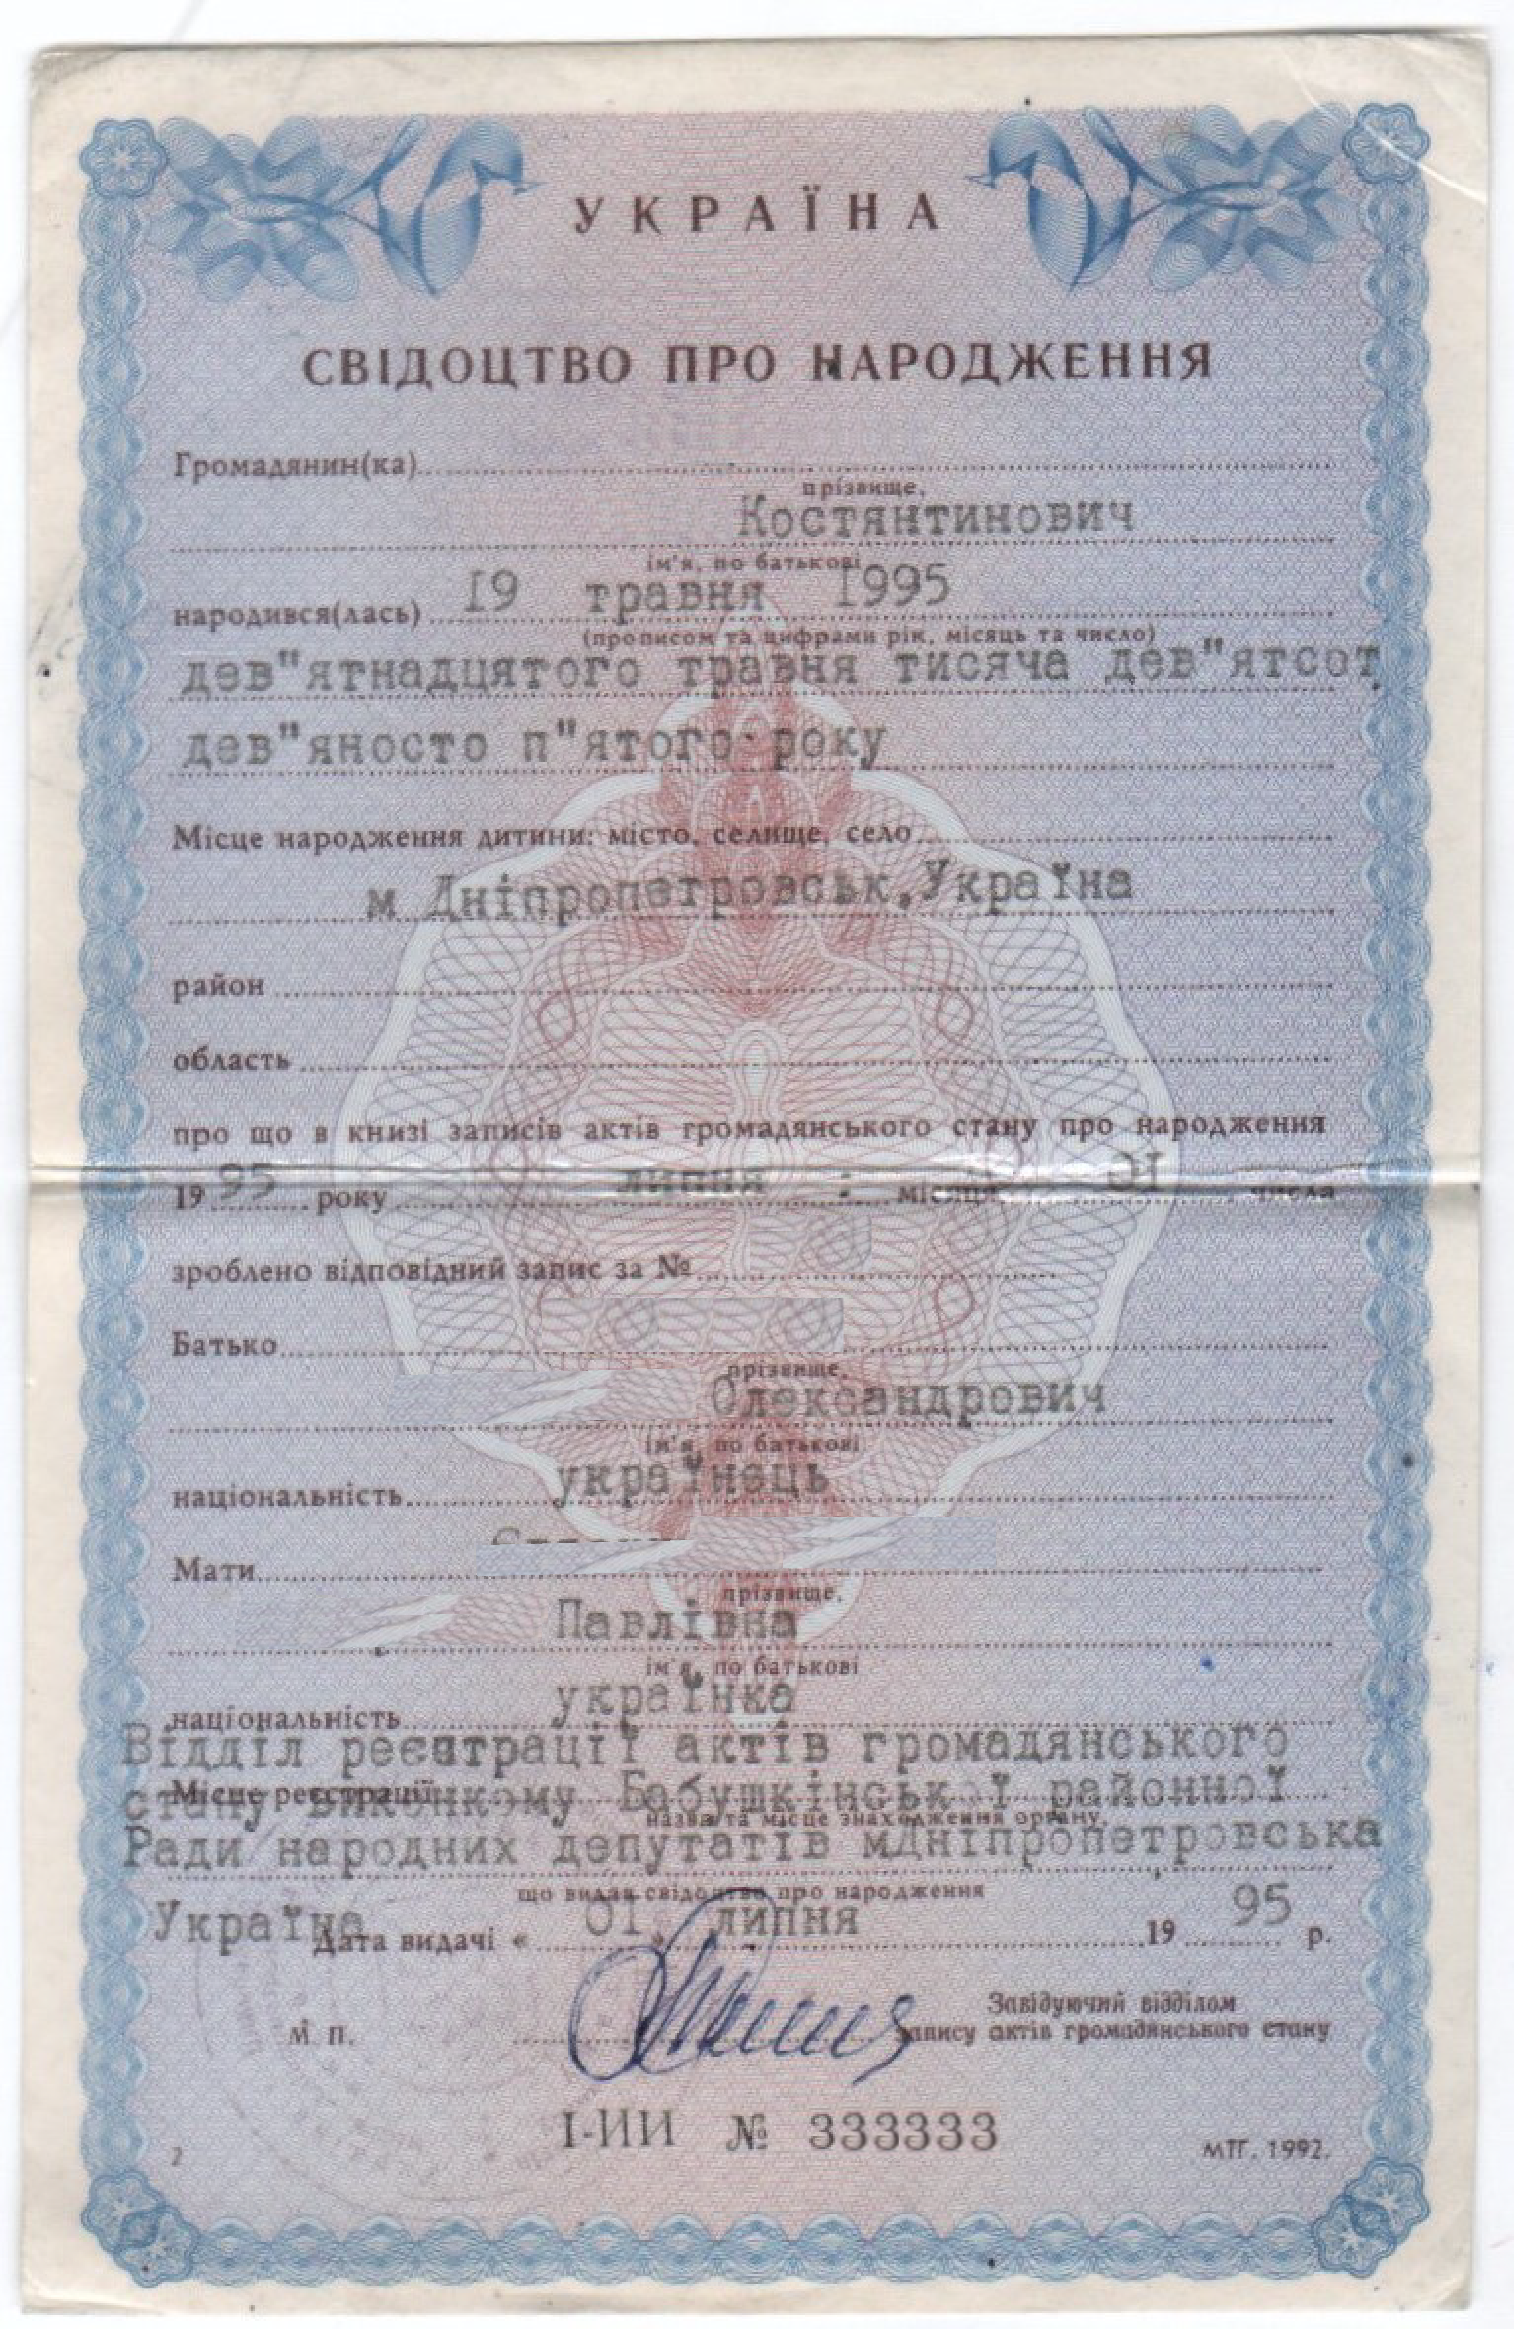 УКРАЇНА
СВІДОЦТВО ПРО НАРОДЖЕННЯ
Громадянин(ка)
прізвище,
Костянтинович
ім'я, по батькові
народився(лась) 19 травня 1995
(прописом та цифрами рік, місяць та число)
дев"ятнадцятого травня тисяча дев"ятсот
дев"яносто п"ятого року
Місце народження дитини: місто, селище, село
м Дніпропетровськ,Україна
район
область
про що в книзі записів актів громадянського стану про народження
19 95 року липня місяця 01 числа
зроблено відповідний запис за №
Батько
прізвище,
Олександрович
ім'я, по батькові
національність українець
Мати
прізвище,
Павлівна
ім'я, по батькові
національність українка
Відділ реєстрації актів громадянського
Місце реєстрації
стану виконкому Бабушкінськ ї районної
назва та місце знаходження органу,
Ради народних депутатів мДніпропетровська
що видав свідоцтво про народження
Україна
Дата видачі « 01 » липня 19 95 р.
Завідуючий відділом
М. П. запису актів громадянського стану
І-ИИ № 333333
2 МТГ. 1992.